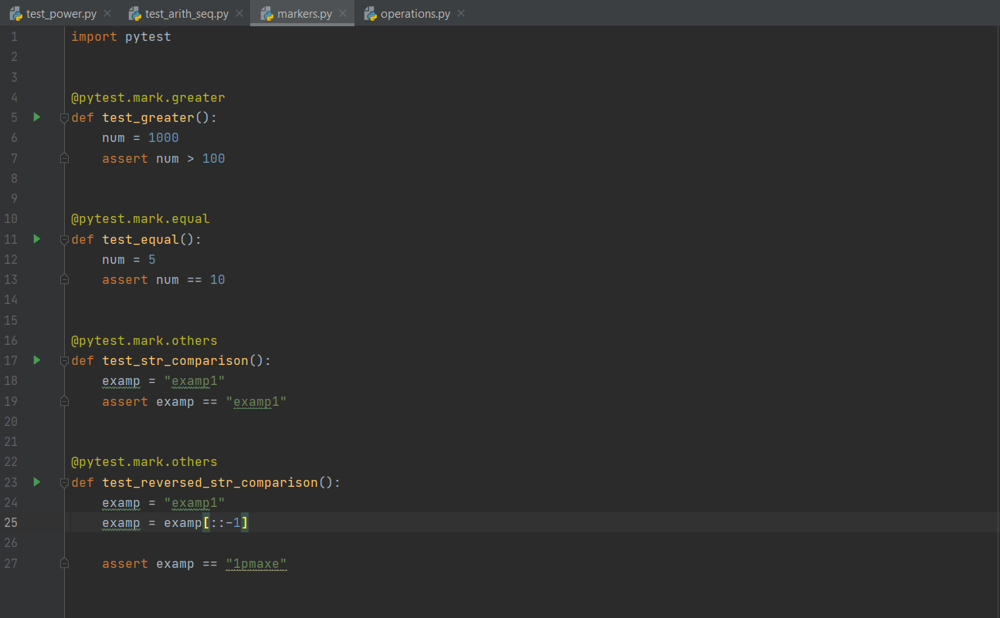 test_power.py test_arith_seq.py markers.py operations.py
1 import pytest
2
3
4 @pytest.mark.greater
5 def test_greater():
6     num = 1000
7     assert num > 100
8
9
10 @pytest.mark.equal
11 def test_equal():
12     num = 5
13     assert num == 10
14
15
16 @pytest.mark.others
17 def test_str_comparison():
18     examp = "examp1"
19     assert examp == "examp1"
20
21
22 @pytest.mark.others
23 def test_reversed_str_comparison():
24     examp = "examp1"
25     examp = examp[::-1]
26
27     assert examp == "1pmaxe"